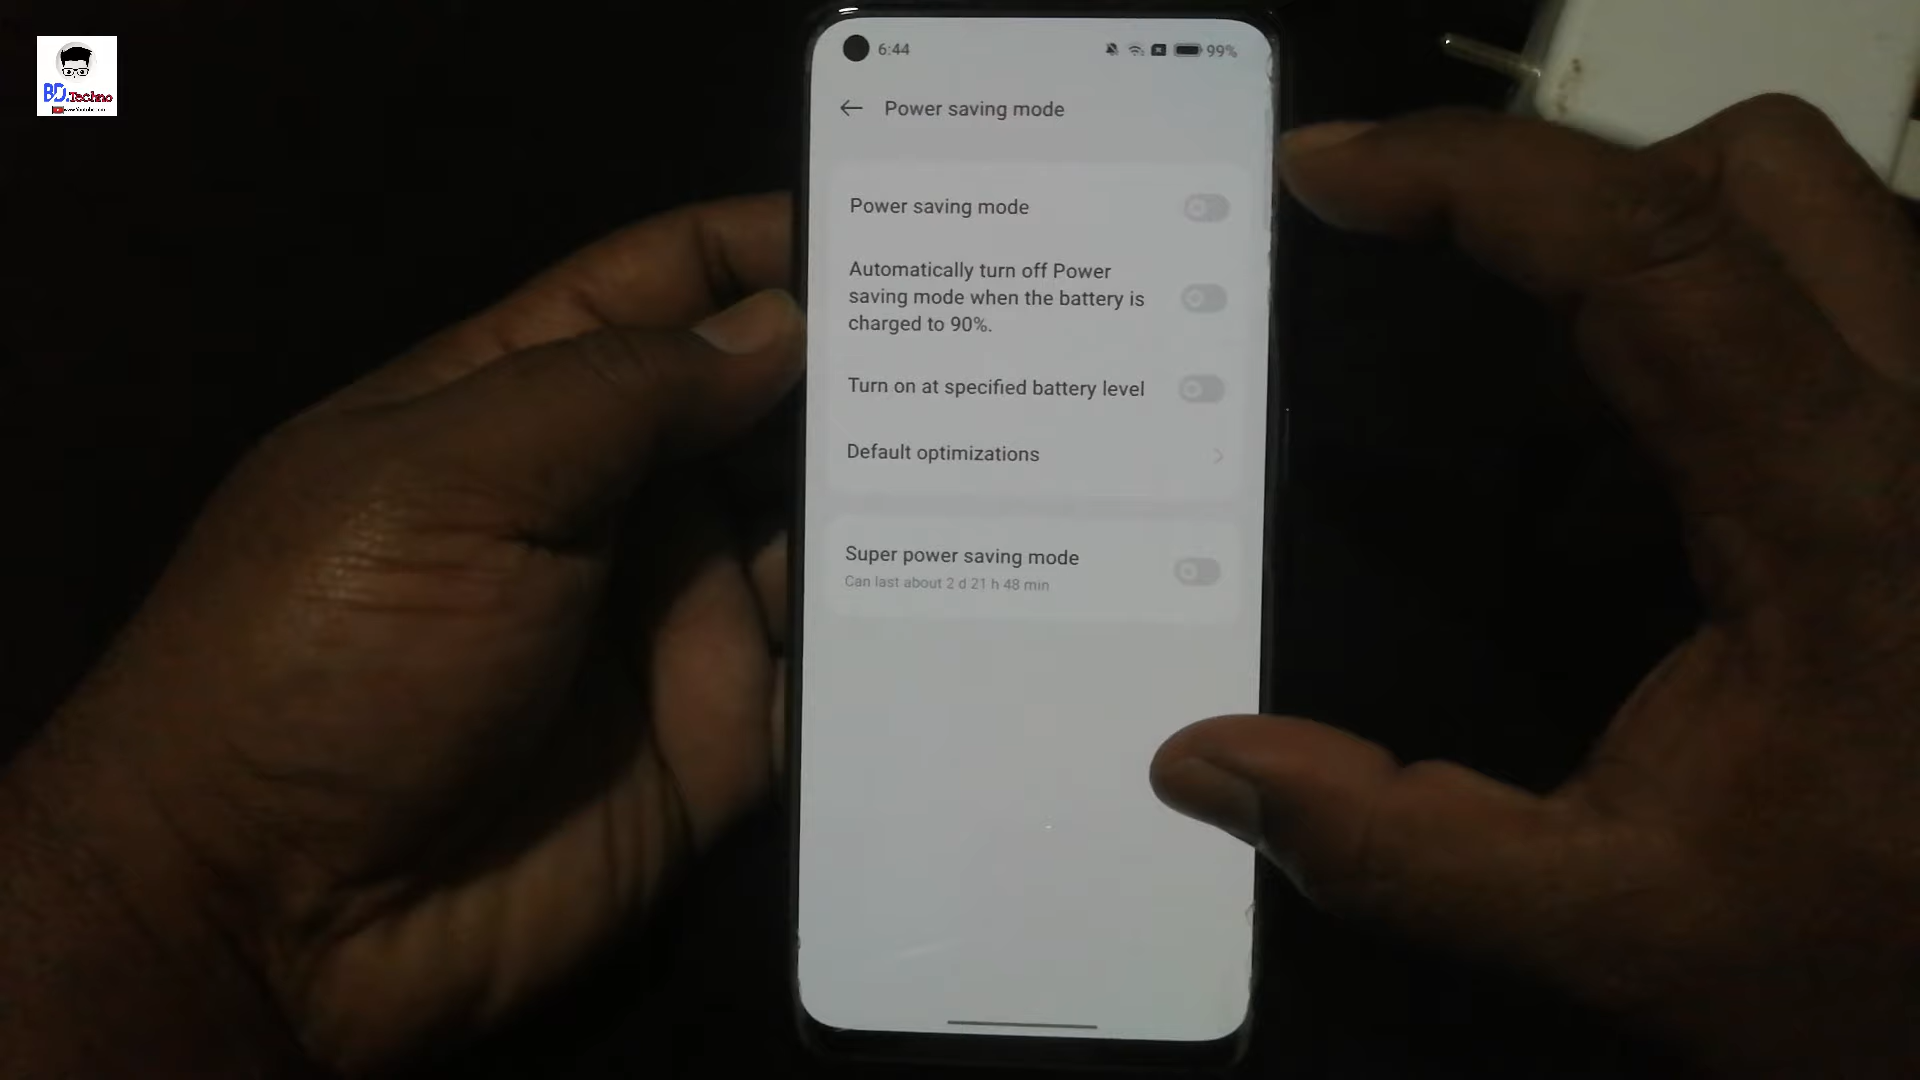 BD.Techno
6:44
99%
Power saving mode
Power saving mode
Automatically turn off Power
saving mode when the battery is
charged to 90%.
Turn on at specified battery level
Default optimizations
Super power saving mode
Can last about 2 d 21 h 48 min